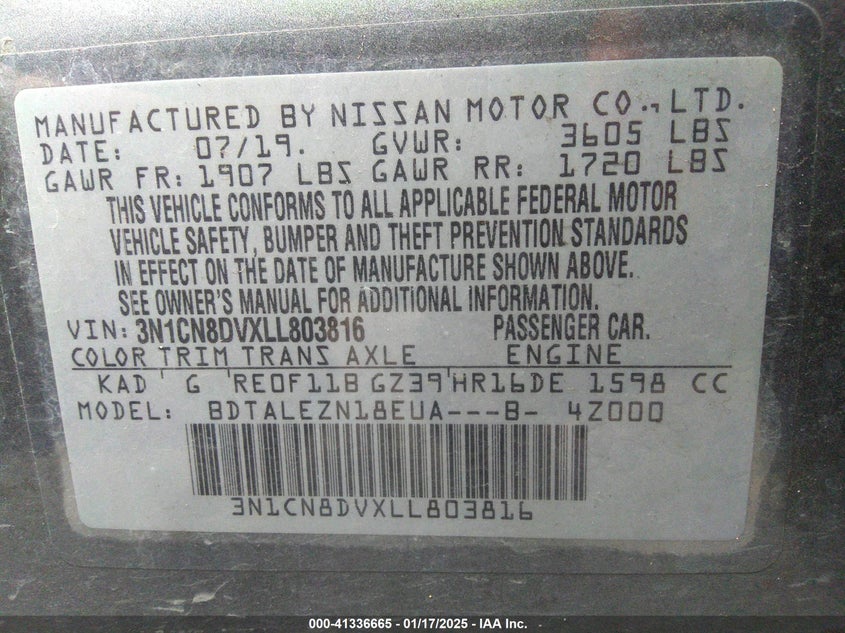 MANUFACTURED BY NISSAN MOTOR CO., LTD.
DATE: 07/19. GVWR: 3605 LBS
GAWR FR: 1907 LBS GAWR RR: 1720 LBS
THIS VEHICLE CONFORMS TO ALL APPLICABLE FEDERAL MOTOR
VEHICLE SAFETY, BUMPER AND THEFT PREVENTION STANDARDS
IN EFFECT ON THE DATE OF MANUFACTURE SHOWN ABOVE.
SEE OWNER'S MANUAL FOR ADDITIONAL INFORMATION.
VIN: 3N1CN8DVXLL803816 PASSENGER CAR.
COLOR TRIM TRANS AXLE ENGINE
KAD G RE0F11B GZ39 HR16DE 1598 CC
MODEL: BDTALEZN18EUA---B- 4Z000
3N1CN8DVXLL803816
000-41336665 - 01/17/2025 - IAA Inc.